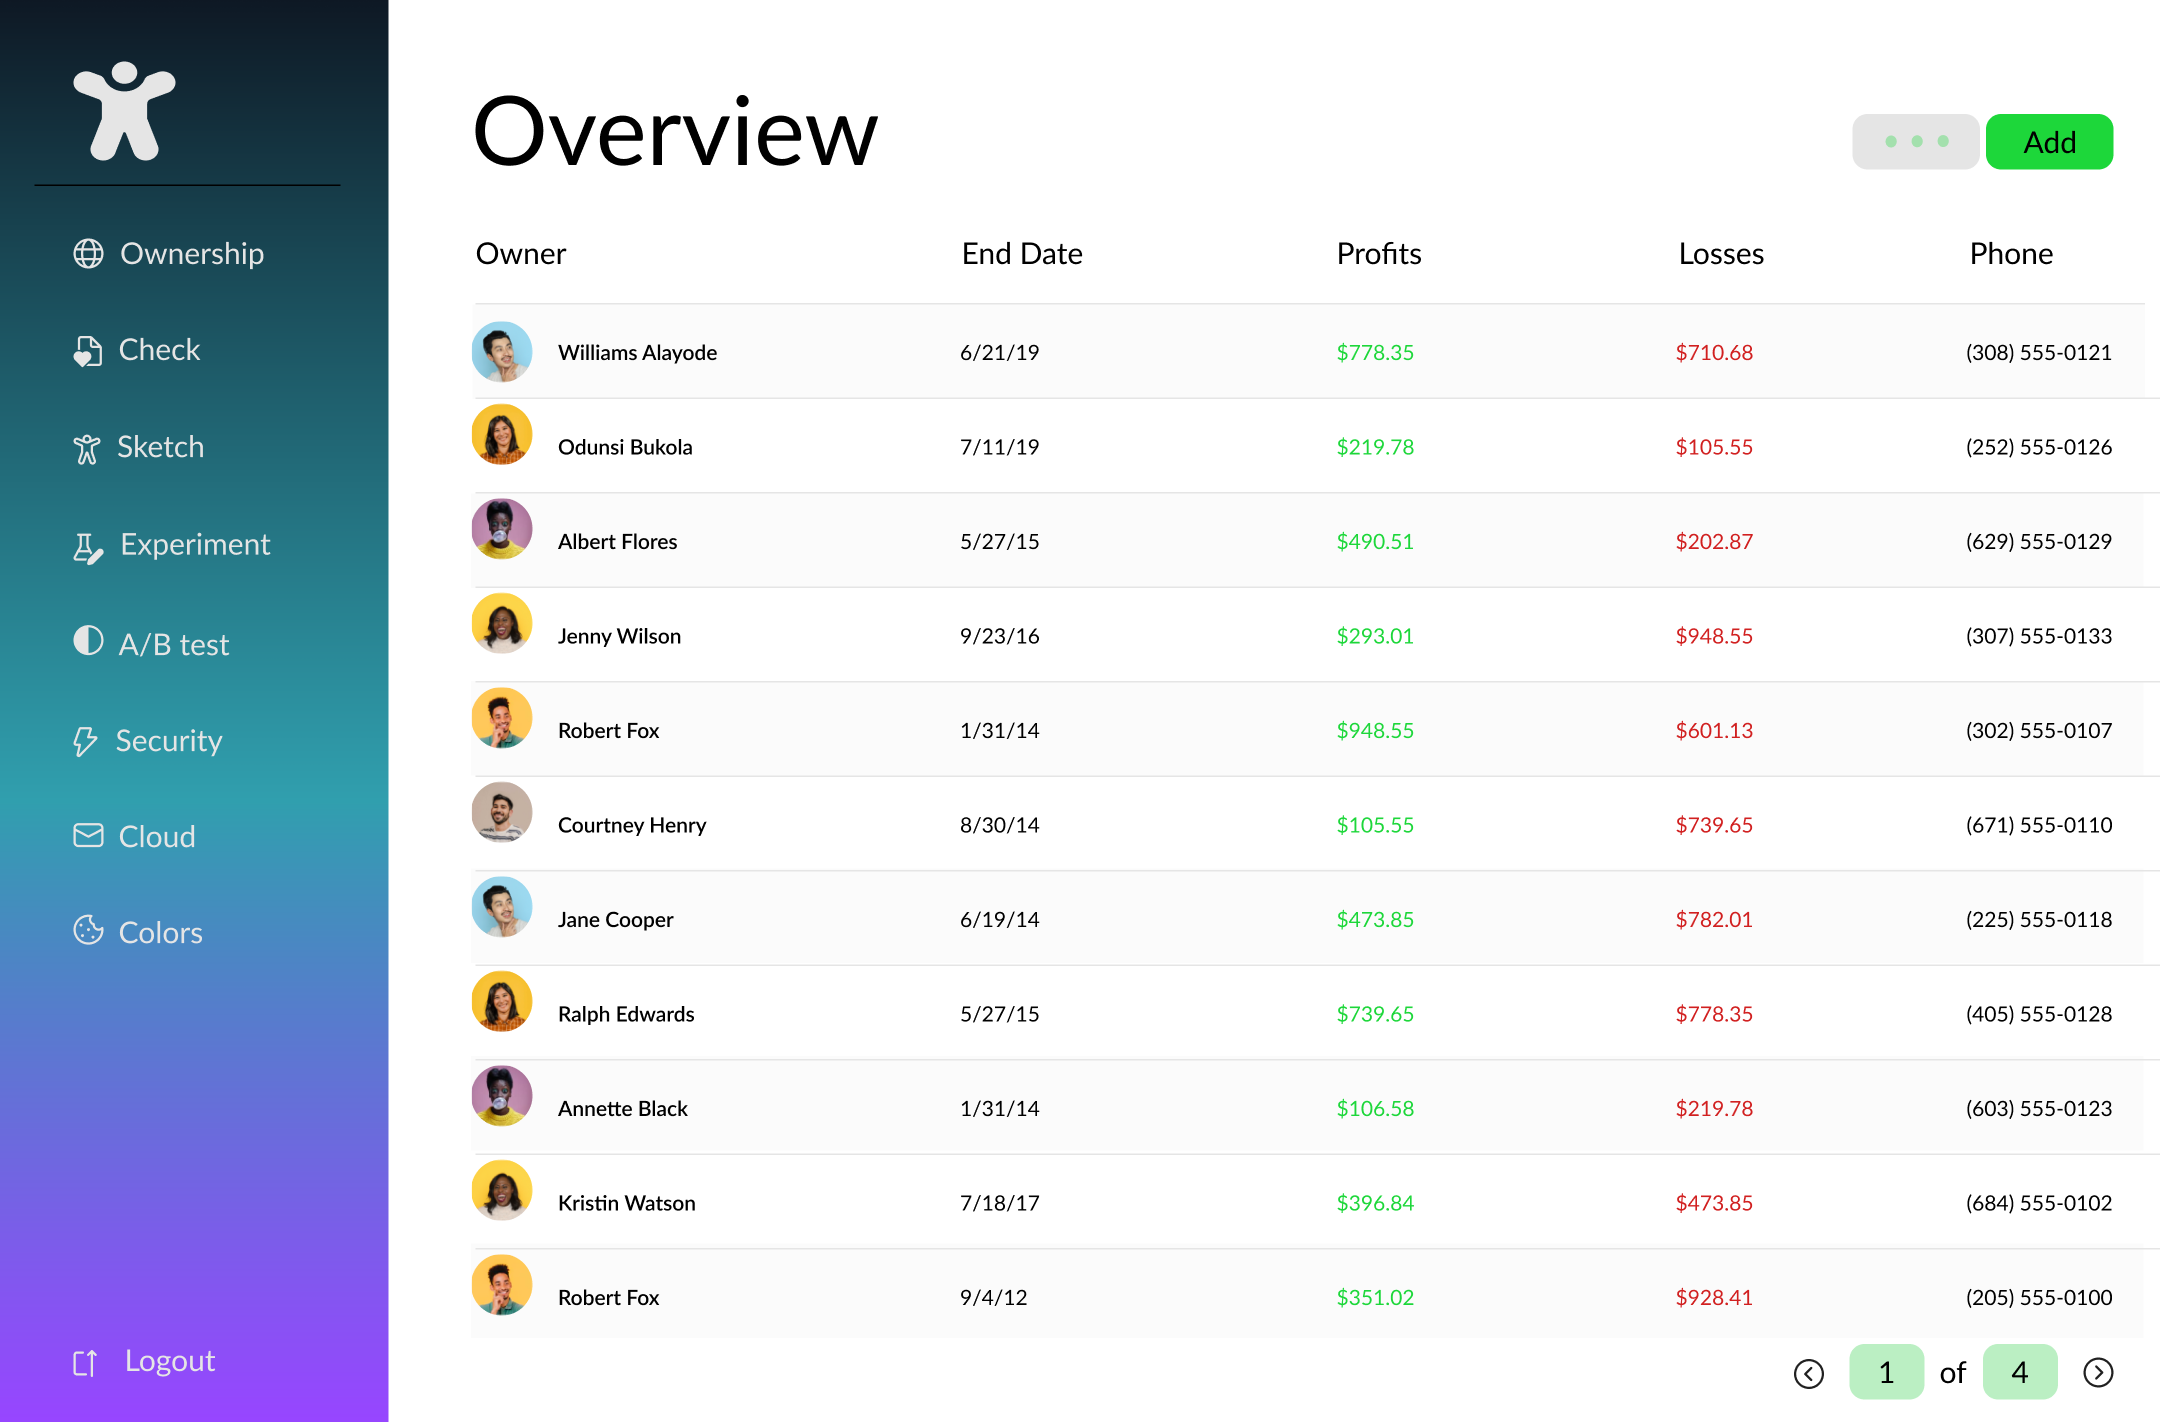 Overview
Add
Ownership
Check
Sketch
Experiment
A/B test
Security
Cloud
Colors
Logout
Owner End Date Profits Losses Phone
Williams Alayode 6/21/19 $778.35 $710.68 (308) 555-0121
Odunsi Bukola 7/11/19 $219.78 $105.55 (252) 555-0126
Albert Flores 5/27/15 $490.51 $202.87 (629) 555-0129
Jenny Wilson 9/23/16 $293.01 $948.55 (307) 555-0133
Robert Fox 1/31/14 $948.55 $601.13 (302) 555-0107
Courtney Henry 8/30/14 $105.55 $739.65 (671) 555-0110
Jane Cooper 6/19/14 $473.85 $782.01 (225) 555-0118
Ralph Edwards 5/27/15 $739.65 $778.35 (405) 555-0128
Annette Black 1/31/14 $106.58 $219.78 (603) 555-0123
Kristin Watson 7/18/17 $396.84 $473.85 (684) 555-0102
Robert Fox 9/4/12 $351.02 $928.41 (205) 555-0100
1 of 4